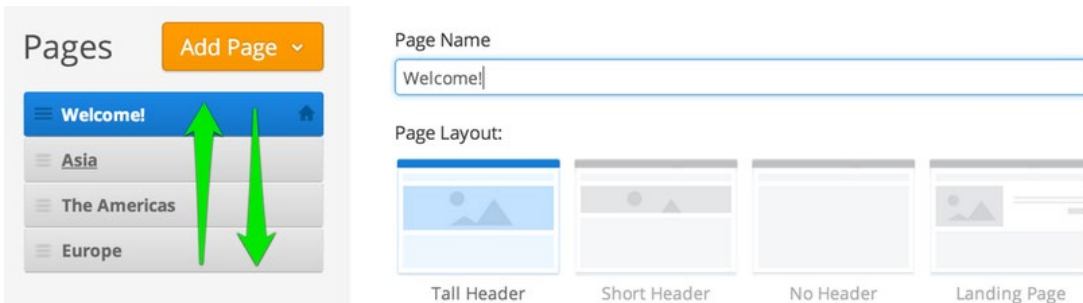 Pages
Add Page
Welcome!
Asia
The Americas
Europe
Page Name
Welcome!
Page Layout:
Tall Header
Short Header
No Header
Landing Page